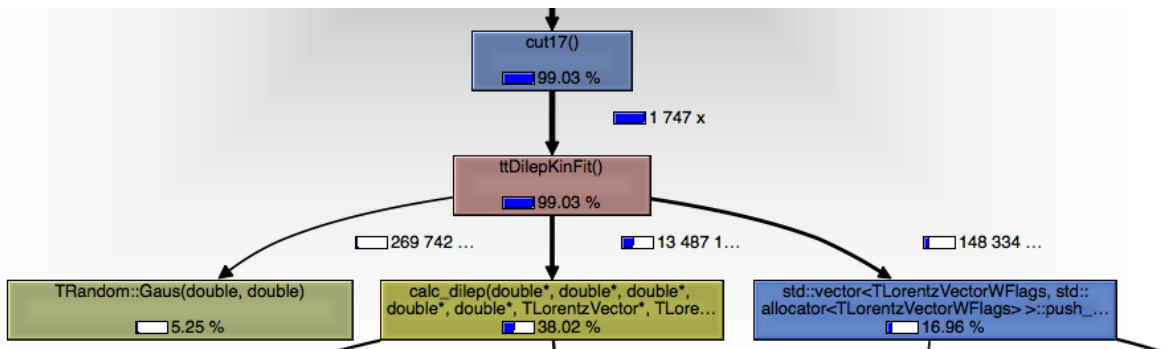 cut17()
99.03 %
1 747 x
ttDilepKinFit()
99.03 %
269 742 ...
13 487 1...
148 334 ...
TRandom::Gaus(double, double)
5.25 %
calc_dilep(double*, double*, double*,
double*, double*, TLorentzVector*, TLore...
38.02 %
std::vector<TLorentzVectorWFlags, std::
allocator<TLorentzVectorWFlags> >::push_...
16.96 %